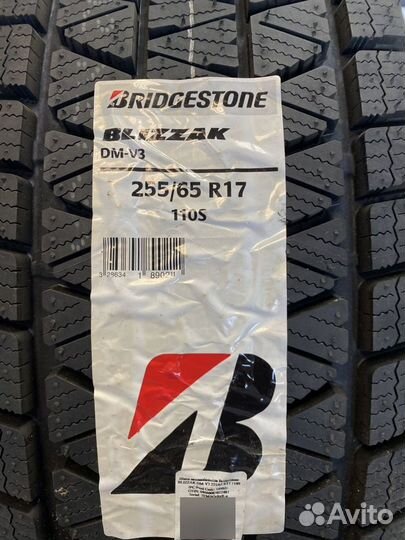 BRIDGESTONE
BLIZZAK
DM-V3
255/65 R17
110S
Avito